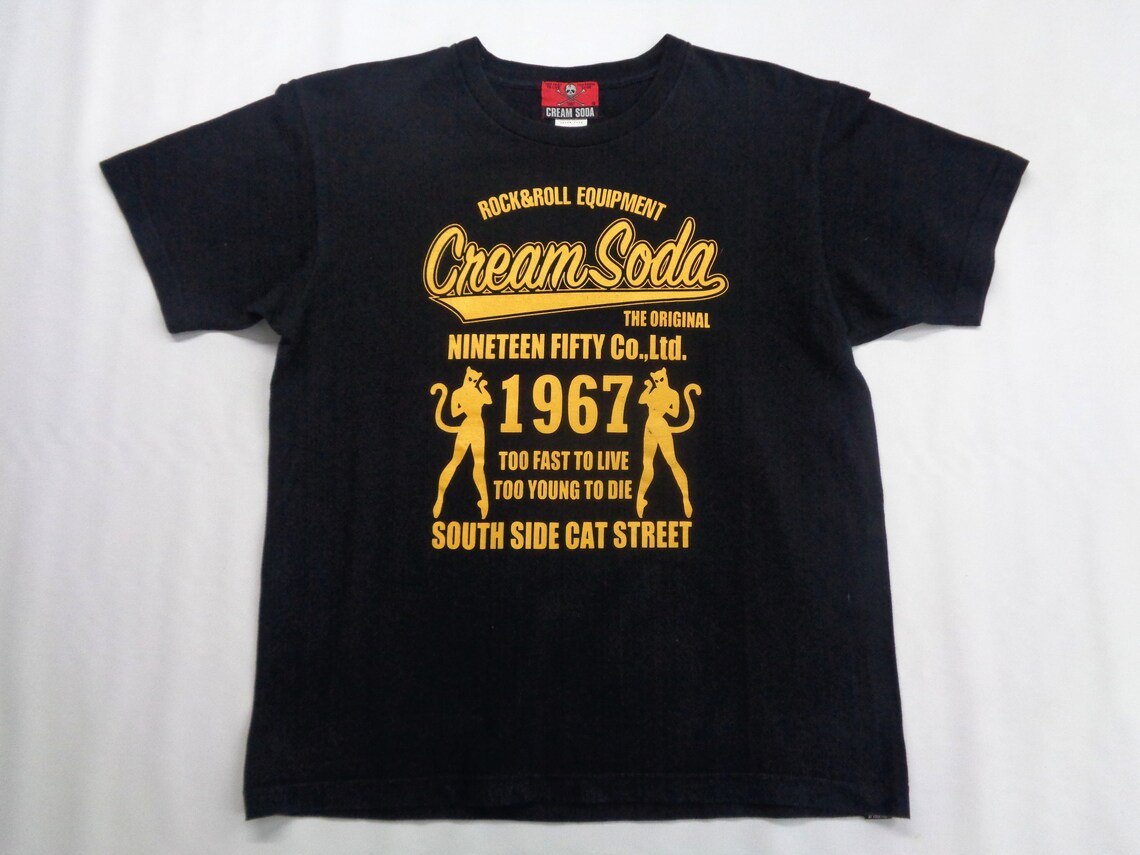 CREAM SODA
ROCK&ROLL EQUIPMENT
Cream Soda
THE ORIGINAL
NINETEEN FIFTY Co.,Ltd.
1967
TOO FAST TO LIVE
TOO YOUNG TO DIE
SOUTH SIDE CAT STREET